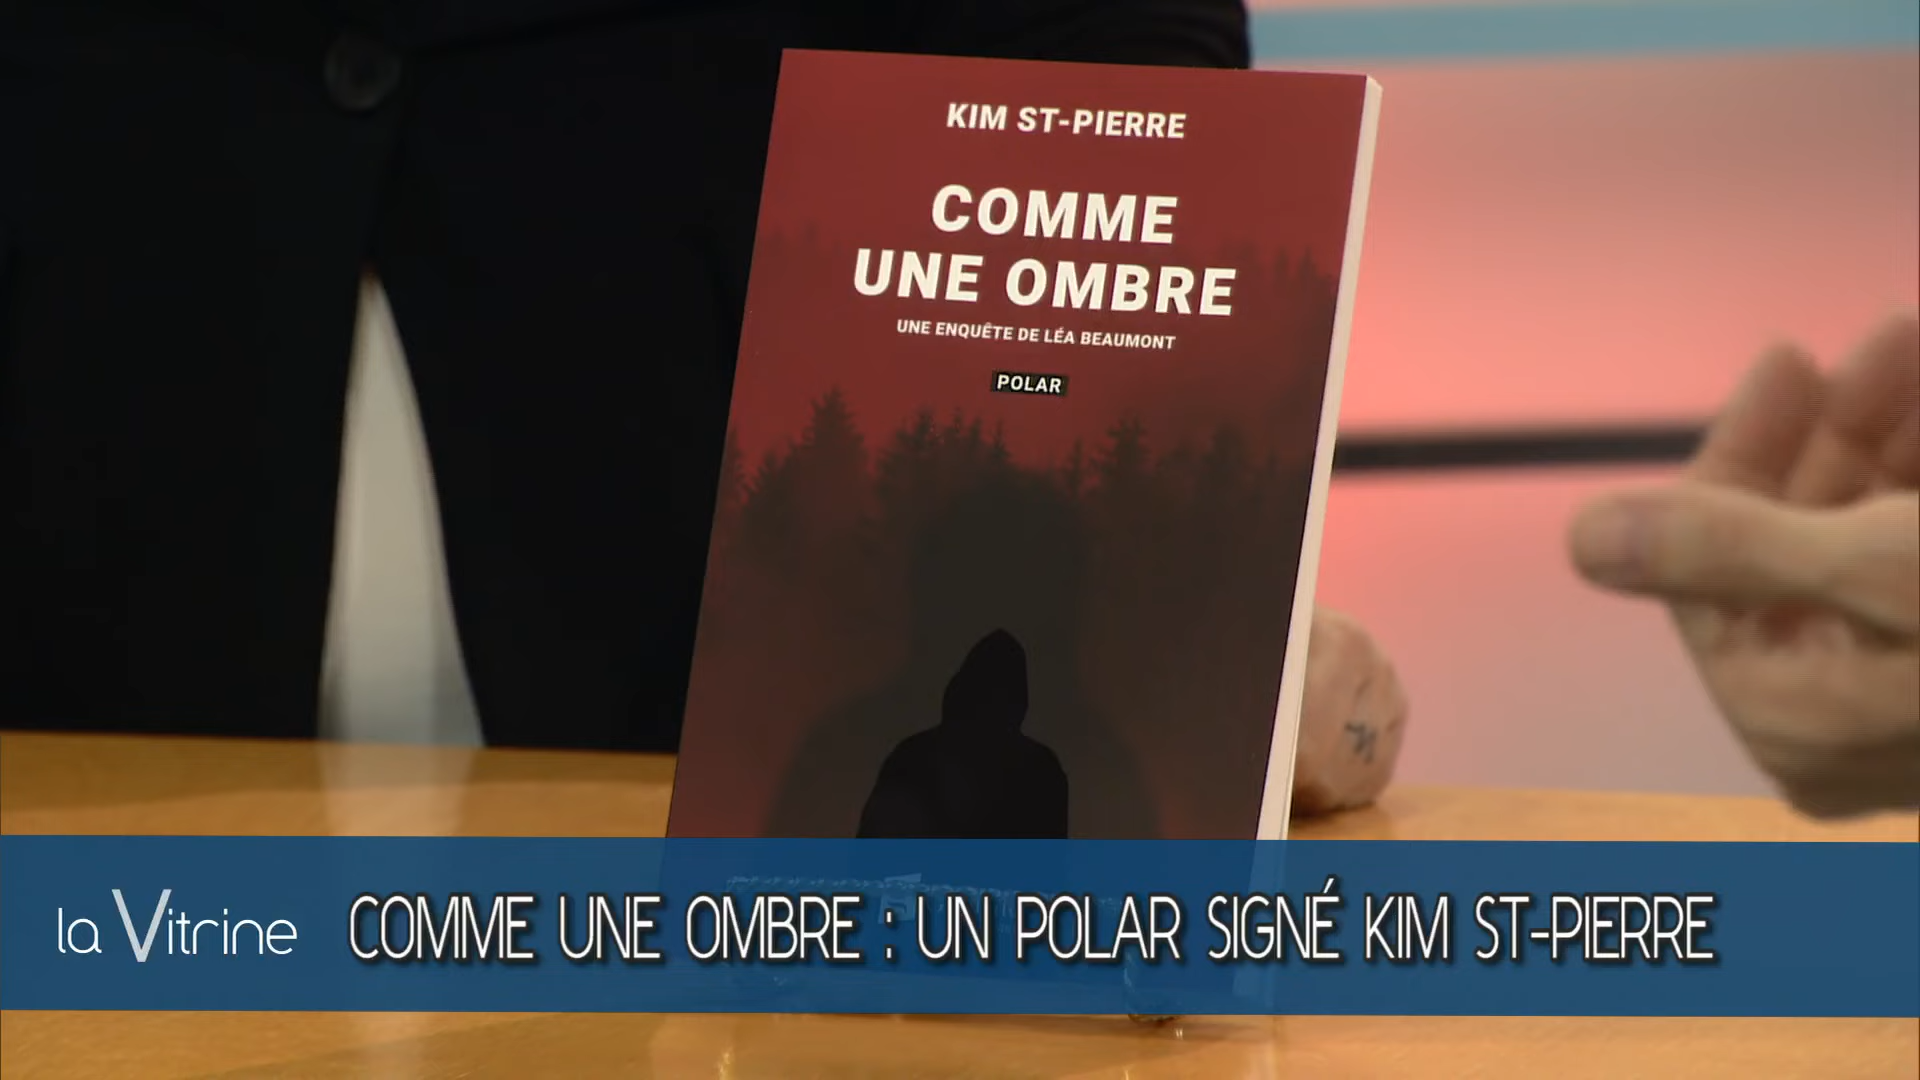 KIM ST-PIERRE
COMME
UNE OMBRE
UNE ENQUÊTE DE LÉA BEAUMONT
POLAR
la Vitrine
COMME UNE OMBRE : UN POLAR SIGNÉ KIM ST-PIERRE